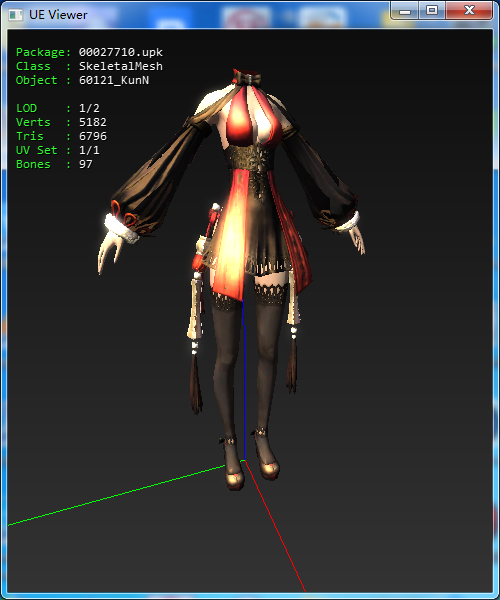 UE Viewer
Package: 00027710.upk
Class : SkeletalMesh
Object : 60121_KunN
LOD : 1/2
Verts : 5182
Tris : 6796
UV Set : 1/1
Bones : 97